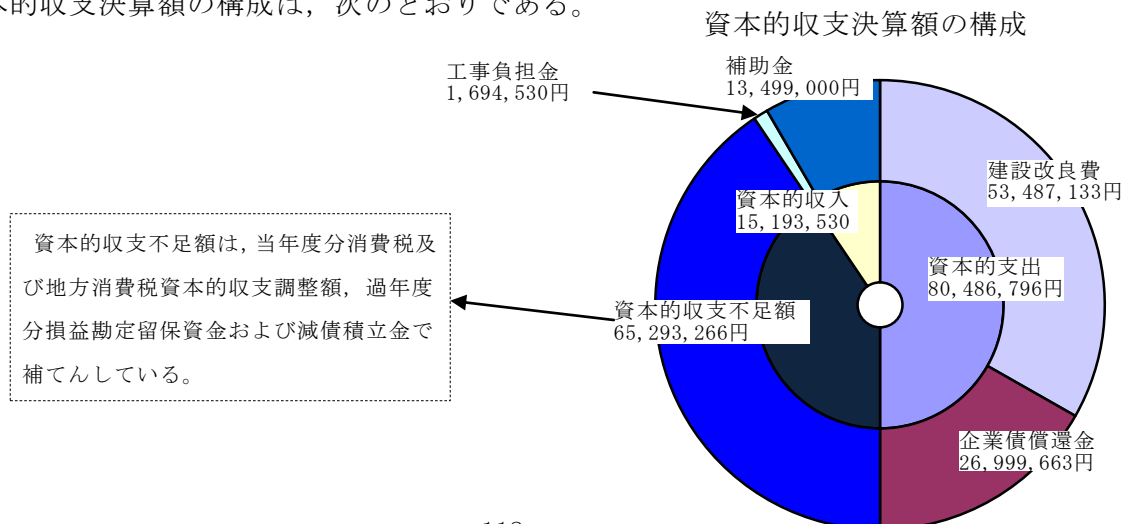 本的収支決算額の構成は，次のとおりである。
資本的収支決算額の構成
工事負担金
1,694,530円
補助金
13,499,000円
建設改良費
53,487,133円
資本的収入
15,193,530
資本的支出
80,486,796円
資本的収支不足額
65,293,266円
資本的収支不足額は，当年度分消費税及
び地方消費税資本的収支調整額，過年度
分損益勘定留保資金および減債積立金で
補てんしている。
企業債償還金
26,999,663円